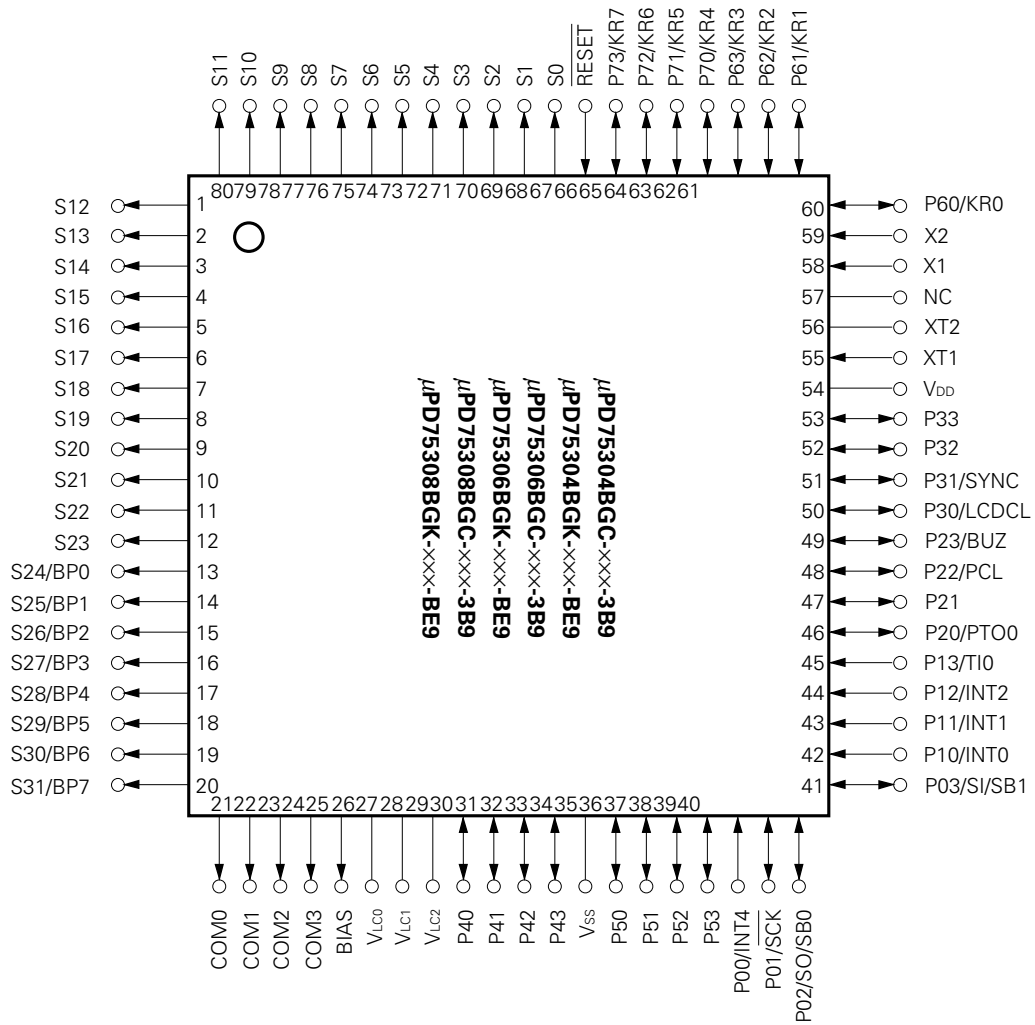 S11
S10
S9
S8
S7
S6
S5
S4
S3
S2
S1
S0
RESET
P73/KR7
P72/KR6
P71/KR5
P70/KR4
P63/KR3
P62/KR2
P61/KR1
80 79 78 77 76 75 74 73 72 71 70 69 68 67 66 65 64 63 62 61
S12 1
S13 2
S14 3
S15 4
S16 5
S17 6
S18 7
S19 8
S20 9
S21 10
S22 11
S23 12
S24/BP0 13
S25/BP1 14
S26/BP2 15
S27/BP3 16
S28/BP4 17
S29/BP5 18
S30/BP6 19
S31/BP7 20
µPD75308BGK-××××-BE9
µPD75308BGC-××××-3B9
µPD75306BGK-××××-BE9
µPD75306BGC-××××-3B9
µPD75304BGK-××××-BE9
µPD75304BGC-××××-3B9
60 P60/KR0
59 X2
58 X1
57 NC
56 XT2
55 XT1
54 VDD
53 P33
52 P32
51 P31/SYNC
50 P30/LCDCL
49 P23/BUZ
48 P22/PCL
47 P21
46 P20/PTO0
45 P13/TI0
44 P12/INT2
43 P11/INT1
42 P10/INT0
41 P03/SI/SB1
21 22 23 24 25 26 27 28 29 30 31 32 33 34 35 36 37 38 39 40
COM0
COM1
COM2
COM3
BIAS
VLC0
VLC1
VLC2
P40
P41
P42
P43
VSS
P50
P51
P52
P53
P00/INT4
P01/SCK
P02/SO/SB0